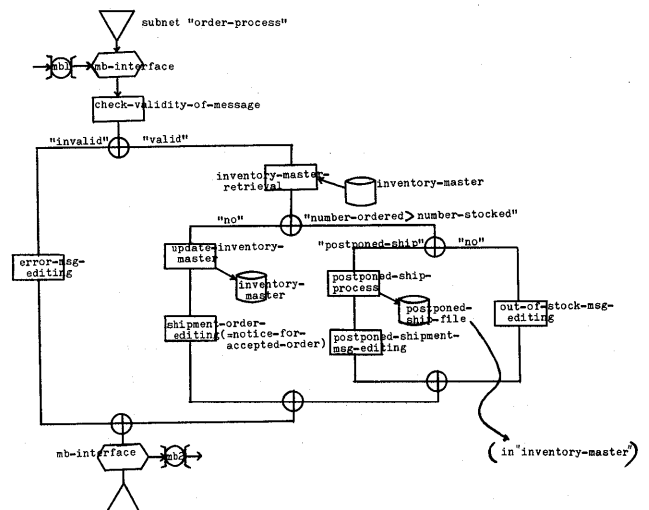 subnet "order-process"
mb1
mb-interface
check-validity-of-message
"invalid" "valid"
inventory-master-
retrieval
inventory-master
"no"
"number-ordered > number-stocked"
"postponed-ship" "no"
error-msg-
editing
update-inventory-
master
inventory-
master
postponed-ship-
process
postponed-
ship-file
out-of-stock-msg-
editing
shipment-order-
editing(=notice-for-
accepted-order)
postponed-shipment-
msg-editing
mb-interface
mb2
(in "inventory-master")